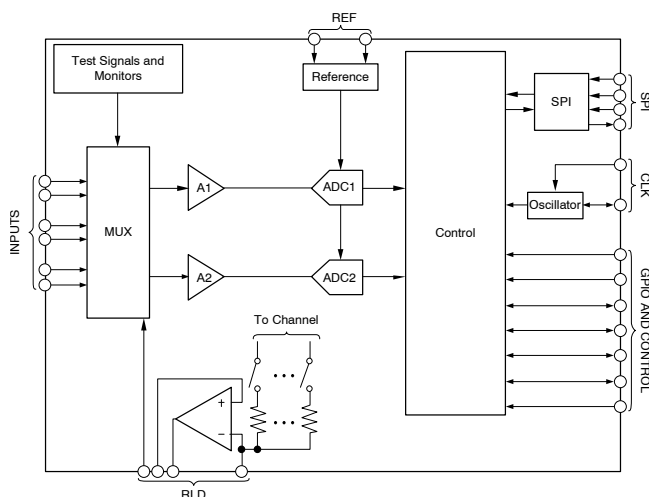 REF
Test Signals and
Monitors
Reference
SPI
SPI
CLK
Oscillator
A1
ADC1
MUX
Control
INPUTS
A2
ADC2
GPIO AND CONTROL
To Channel
+
−
RLD